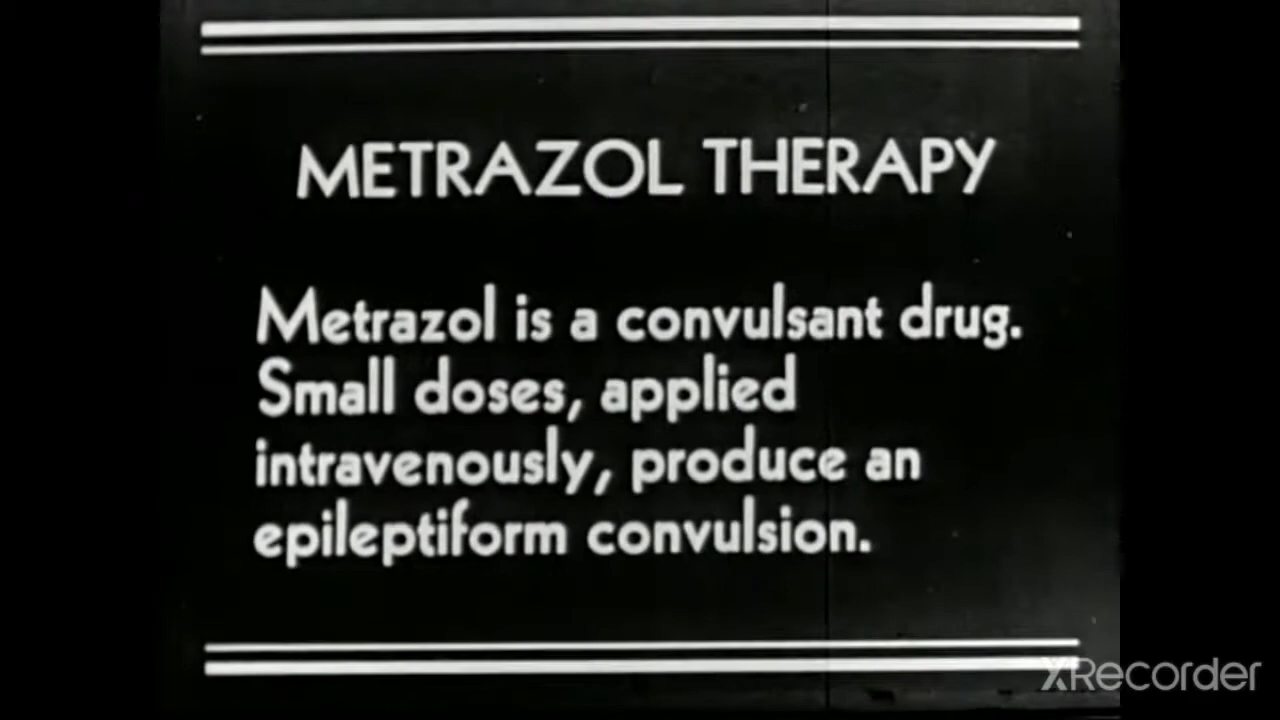 METRAZOL THERAPY
Metrazol is a convulsant drug.
Small doses, applied
intravenously, produce an
epileptiform convulsion.
XRecorder